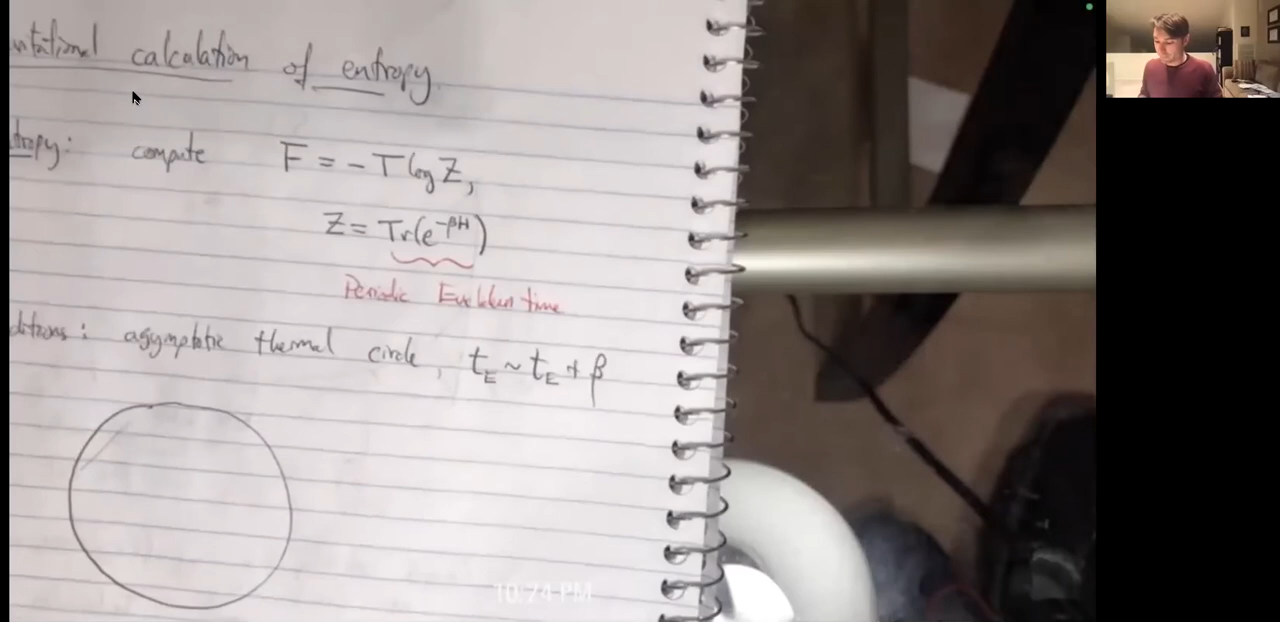 calculation of entropy
compute F = - T log Z,
Z = Tr(e^-βH)
Periodic Euclidean time
: asymptotic thermal circle, t_E ~ t_E + β
10:24 PM